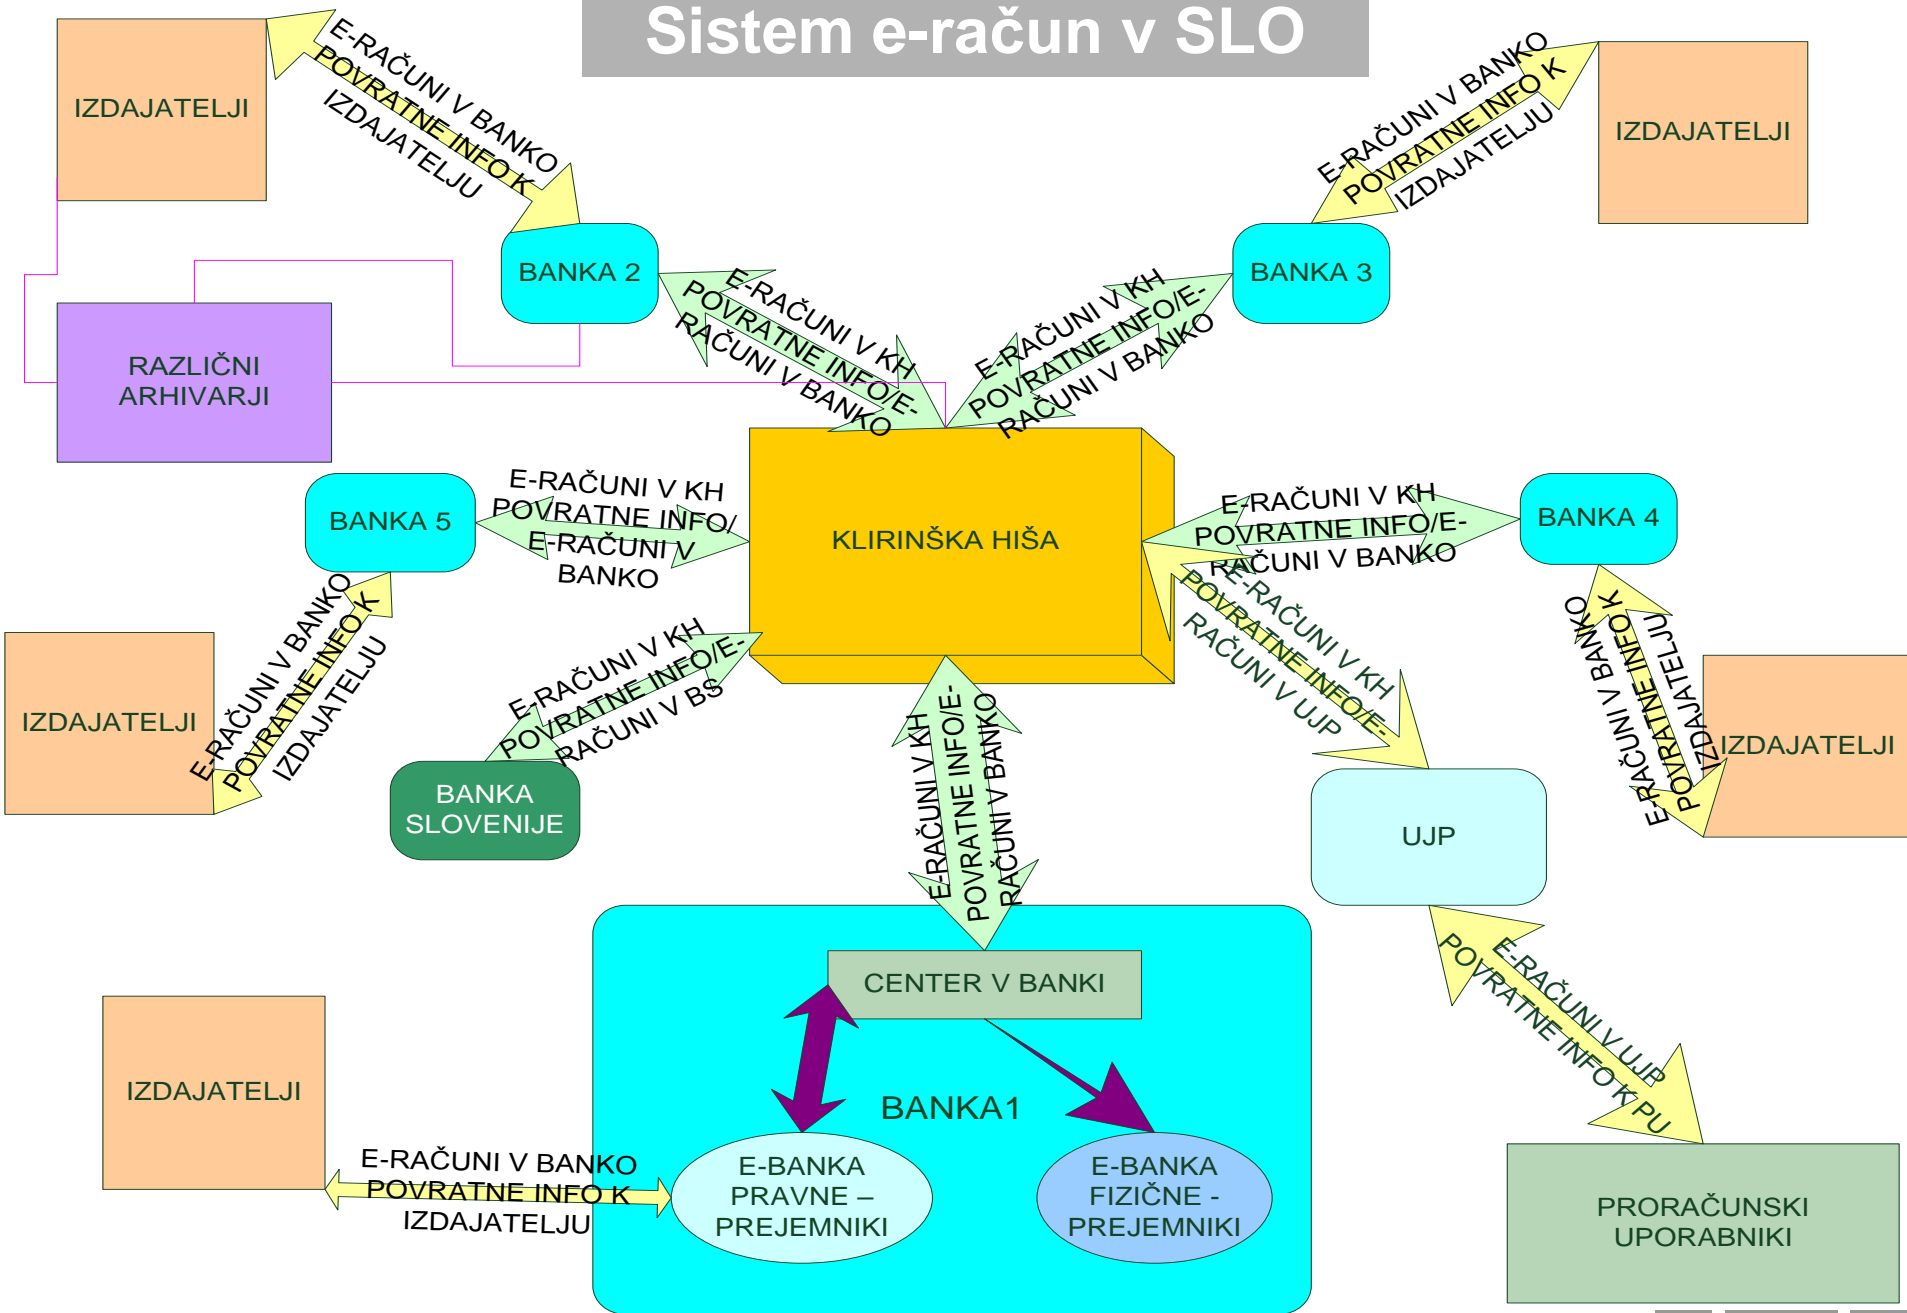 Sistem e-račun v SLO
IZDAJATELJI
E-RAČUNI V BANKO
POVRATNE INFO K
IZDAJATELJU
E-RAČUNI V BANKO
POVRATNE INFO K
IZDAJATELJU
IZDAJATELJI
BANKA 2
BANKA 3
E-RAČUNI V KH
POVRATNE INFO/E-
RAČUNI V BANKO
E-RAČUNI V KH
POVRATNE INFO/E-
RAČUNI V BANKO
RAZLIČNI
ARHIVARJI
BANKA 5
E-RAČUNI V KH
POVRATNE INFO/
E-RAČUNI V
BANKO
KLIRINŠKA HIŠA
E-RAČUNI V KH
POVRATNE INFO/E-
RAČUNI V BANKO
BANKA 4
IZDAJATELJI
E-RAČUNI V BANKO
POVRATNE INFO K
IZDAJATELJU
E-RAČUNI V KH
POVRATNE INFO/E-
RAČUNI V BS
BANKA
SLOVENIJE
E-RAČUNI V KH
POVRATNE INFO/E-
RAČUNI V BANKO
E-RAČUNI V KH
POVRATNE INFO/E-
RAČUNI V UJP
E-RAČUNI V BANKO
POVRATNE INFO K
IZDAJATELJU
IZDAJATELJI
UJP
CENTER V BANKI
E-RAČUNI V UJP
POVRATNE INFO K PU
IZDAJATELJI
BANKA1
E-RAČUNI V BANKO
POVRATNE INFO K
IZDAJATELJU
E-BANKA
PRAVNE –
PREJEMNIKI
E-BANKA
FIZIČNE -
PREJEMNIKI
PRORAČUNSKI
UPORABNIKI